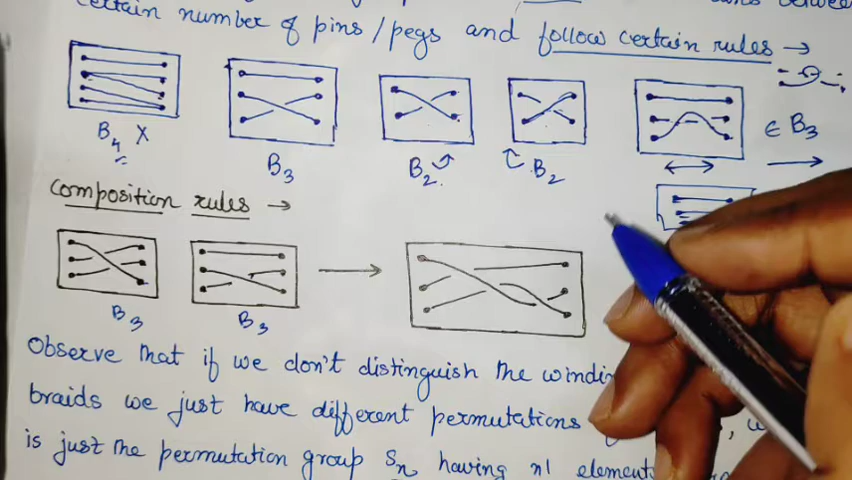 certain number of pins/pegs and follow certain rules →
B4 X
B3
B2
B2
∈ B3
composition rules →
B3
B3
Observe that if we don't distinguish the
braids we just have different permutations
is just the permutation group Sn having n!